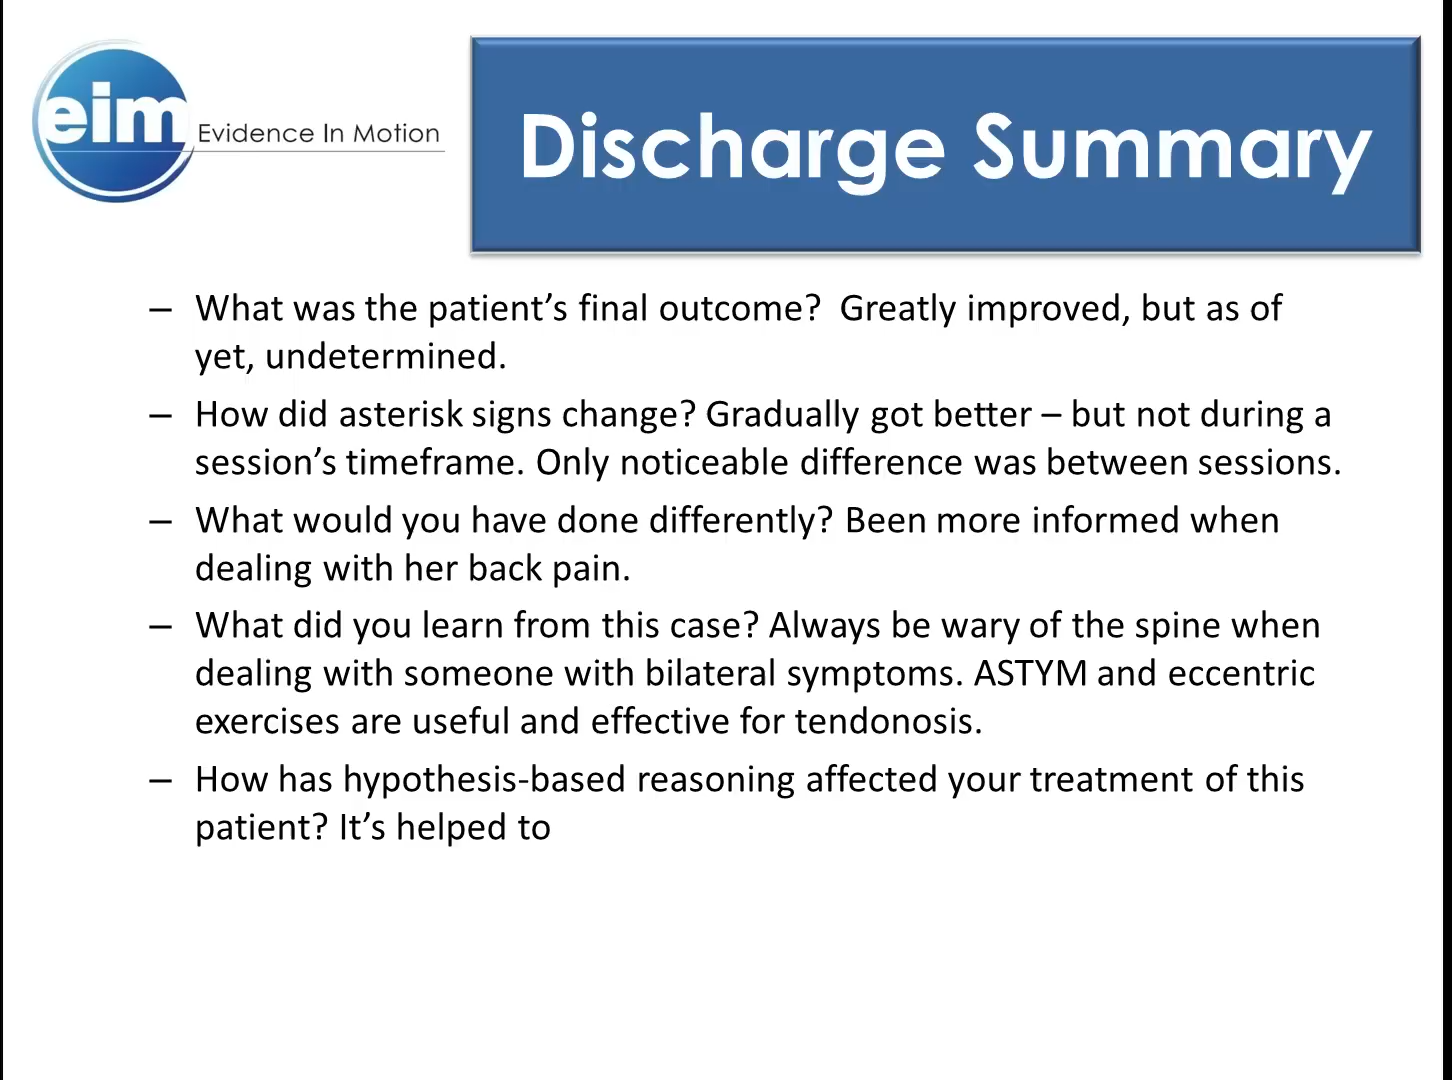 eim
Evidence In Motion
Discharge Summary
– What was the patient’s final outcome?  Greatly improved, but as of
yet, undetermined.
– How did asterisk signs change? Gradually got better – but not during a
session’s timeframe. Only noticeable difference was between sessions.
– What would you have done differently? Been more informed when
dealing with her back pain.
– What did you learn from this case? Always be wary of the spine when
dealing with someone with bilateral symptoms. ASTYM and eccentric
exercises are useful and effective for tendonosis.
– How has hypothesis-based reasoning affected your treatment of this
patient? It’s helped to